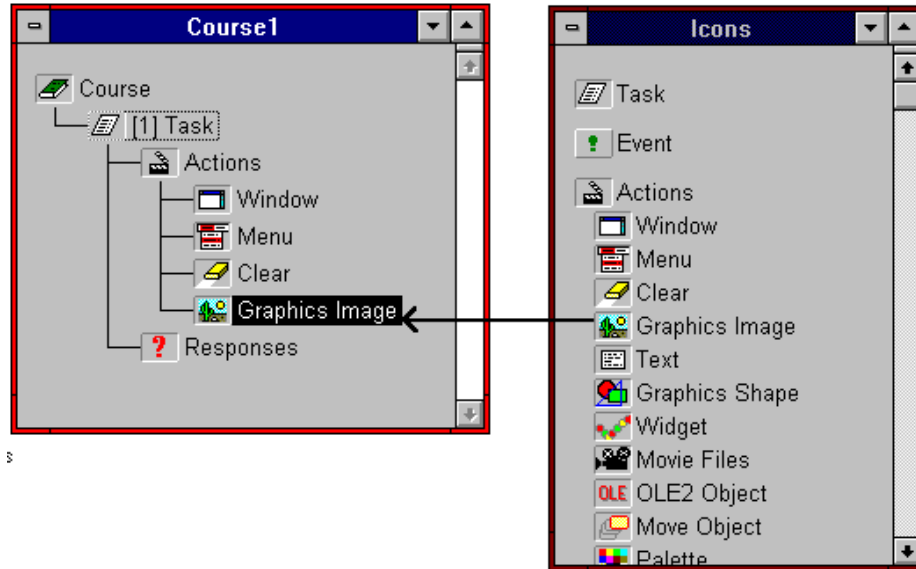 Course1
Course
[1] Task
Actions
Window
Menu
Clear
Graphics Image
Responses
s
Icons
Task
Event
Actions
Window
Menu
Clear
Graphics Image
Text
Graphics Shape
Widget
Movie Files
OLE OLE2 Object
Move Object
Palette